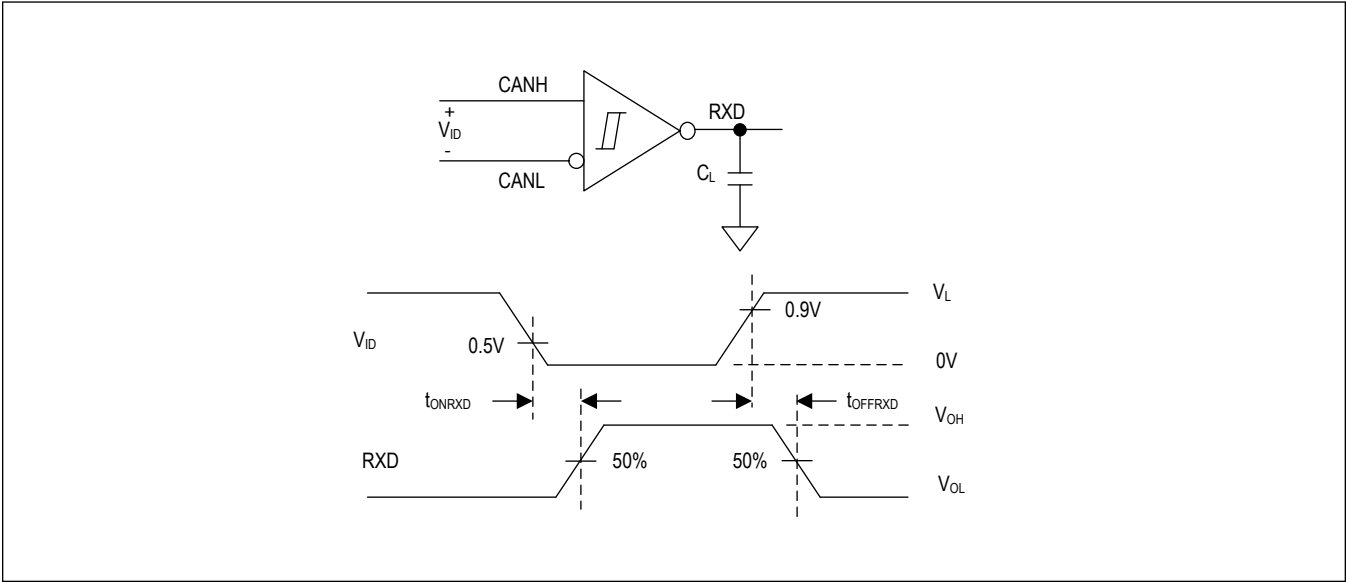 CANH
+
V_ID
-
CANL
RXD
C_L
V_L
0.9V
V_ID
0.5V
0V
t_ONRXD
t_OFFRXD
V_OH
RXD
50%
50%
V_OL